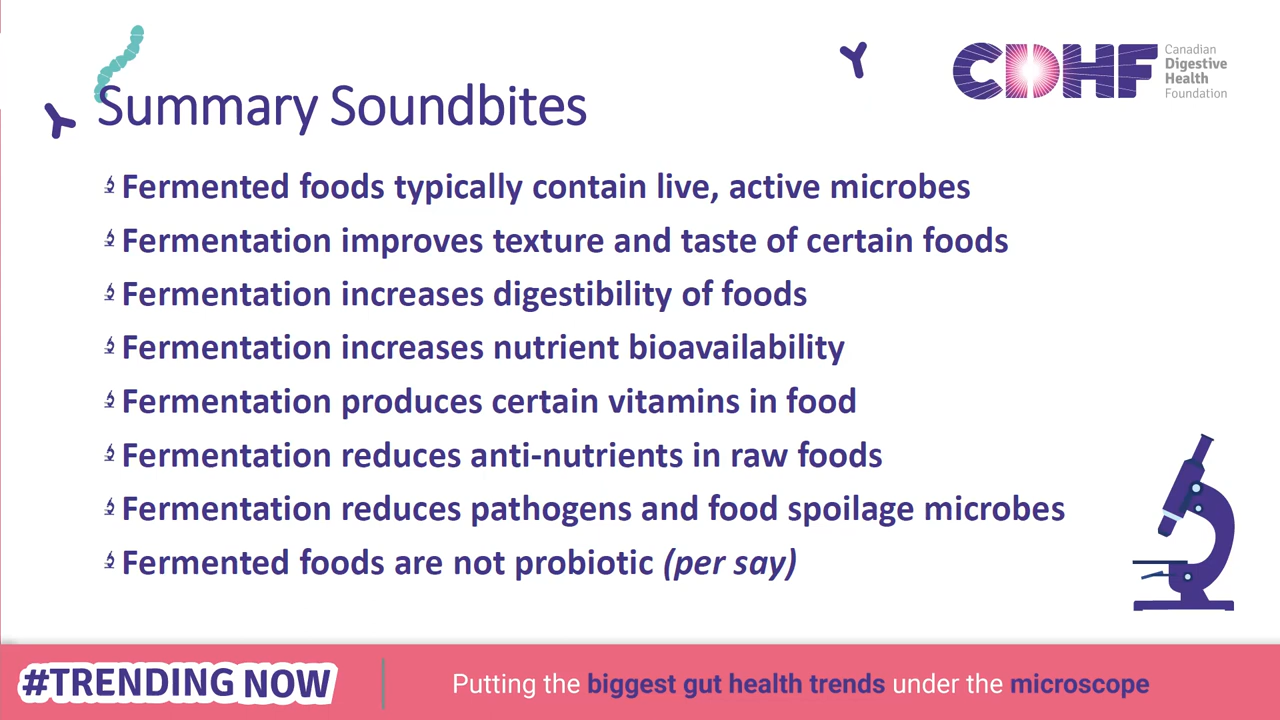 CDHF
Canadian
Digestive
Health
Foundation
Summary Soundbites
Fermented foods typically contain live, active microbes
Fermentation improves texture and taste of certain foods
Fermentation increases digestibility of foods
Fermentation increases nutrient bioavailability
Fermentation produces certain vitamins in food
Fermentation reduces anti-nutrients in raw foods
Fermentation reduces pathogens and food spoilage microbes
Fermented foods are not probiotic (per say)
#TRENDING NOW
Putting the biggest gut health trends under the microscope